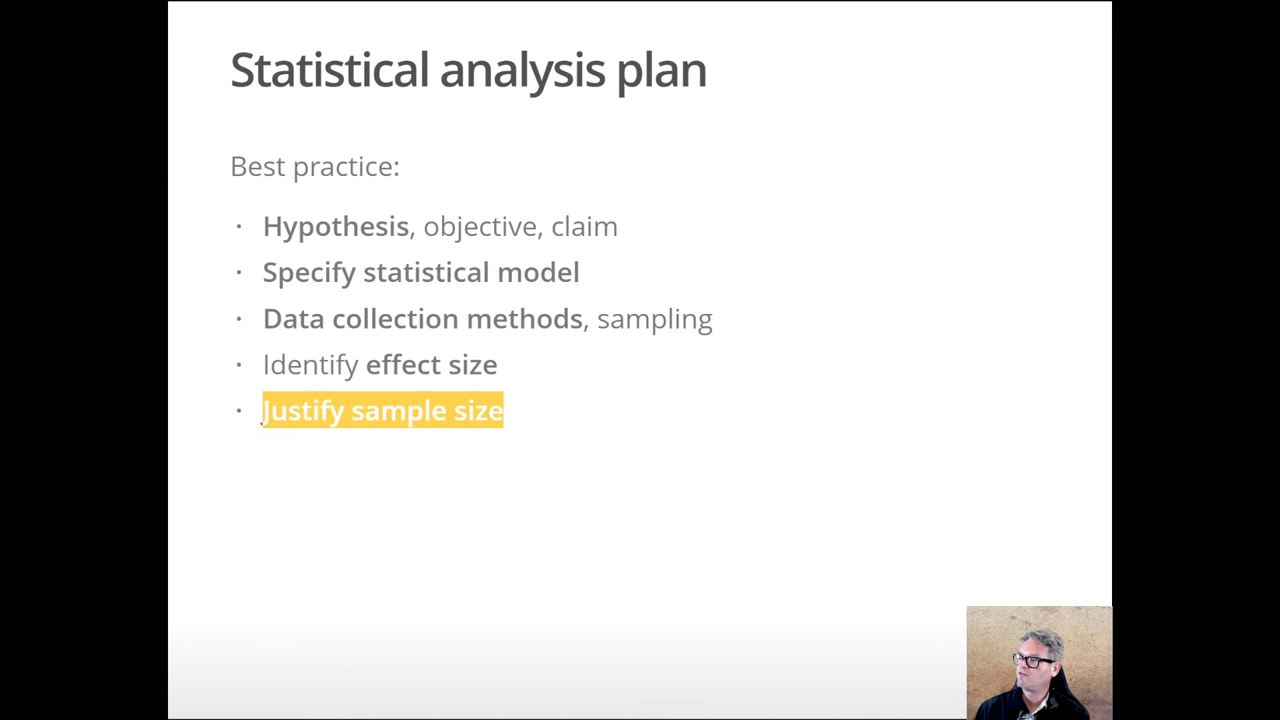 Statistical analysis plan
Best practice:
· Hypothesis, objective, claim
· Specify statistical model
· Data collection methods, sampling
· Identify effect size
· Justify sample size